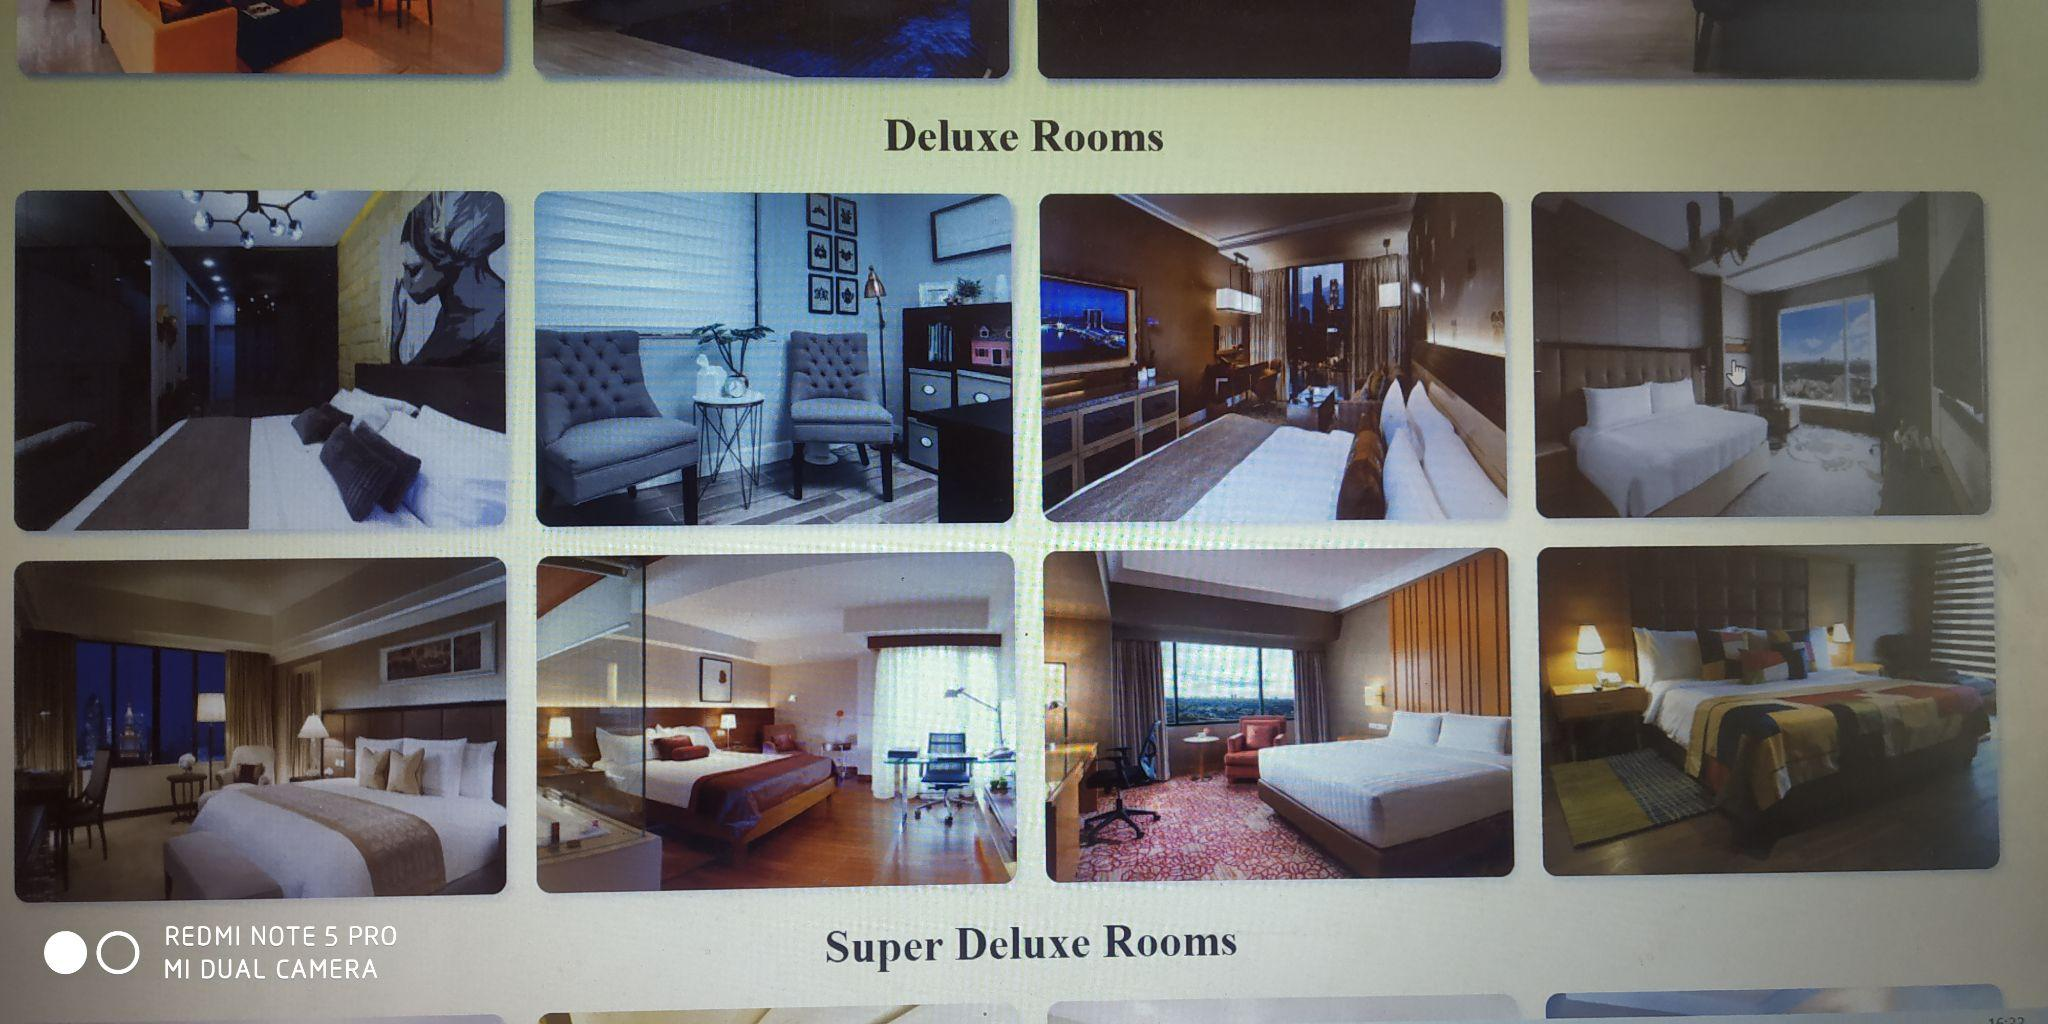 Deluxe Rooms
Super Deluxe Rooms
REDMI NOTE 5 PRO
MI DUAL CAMERA